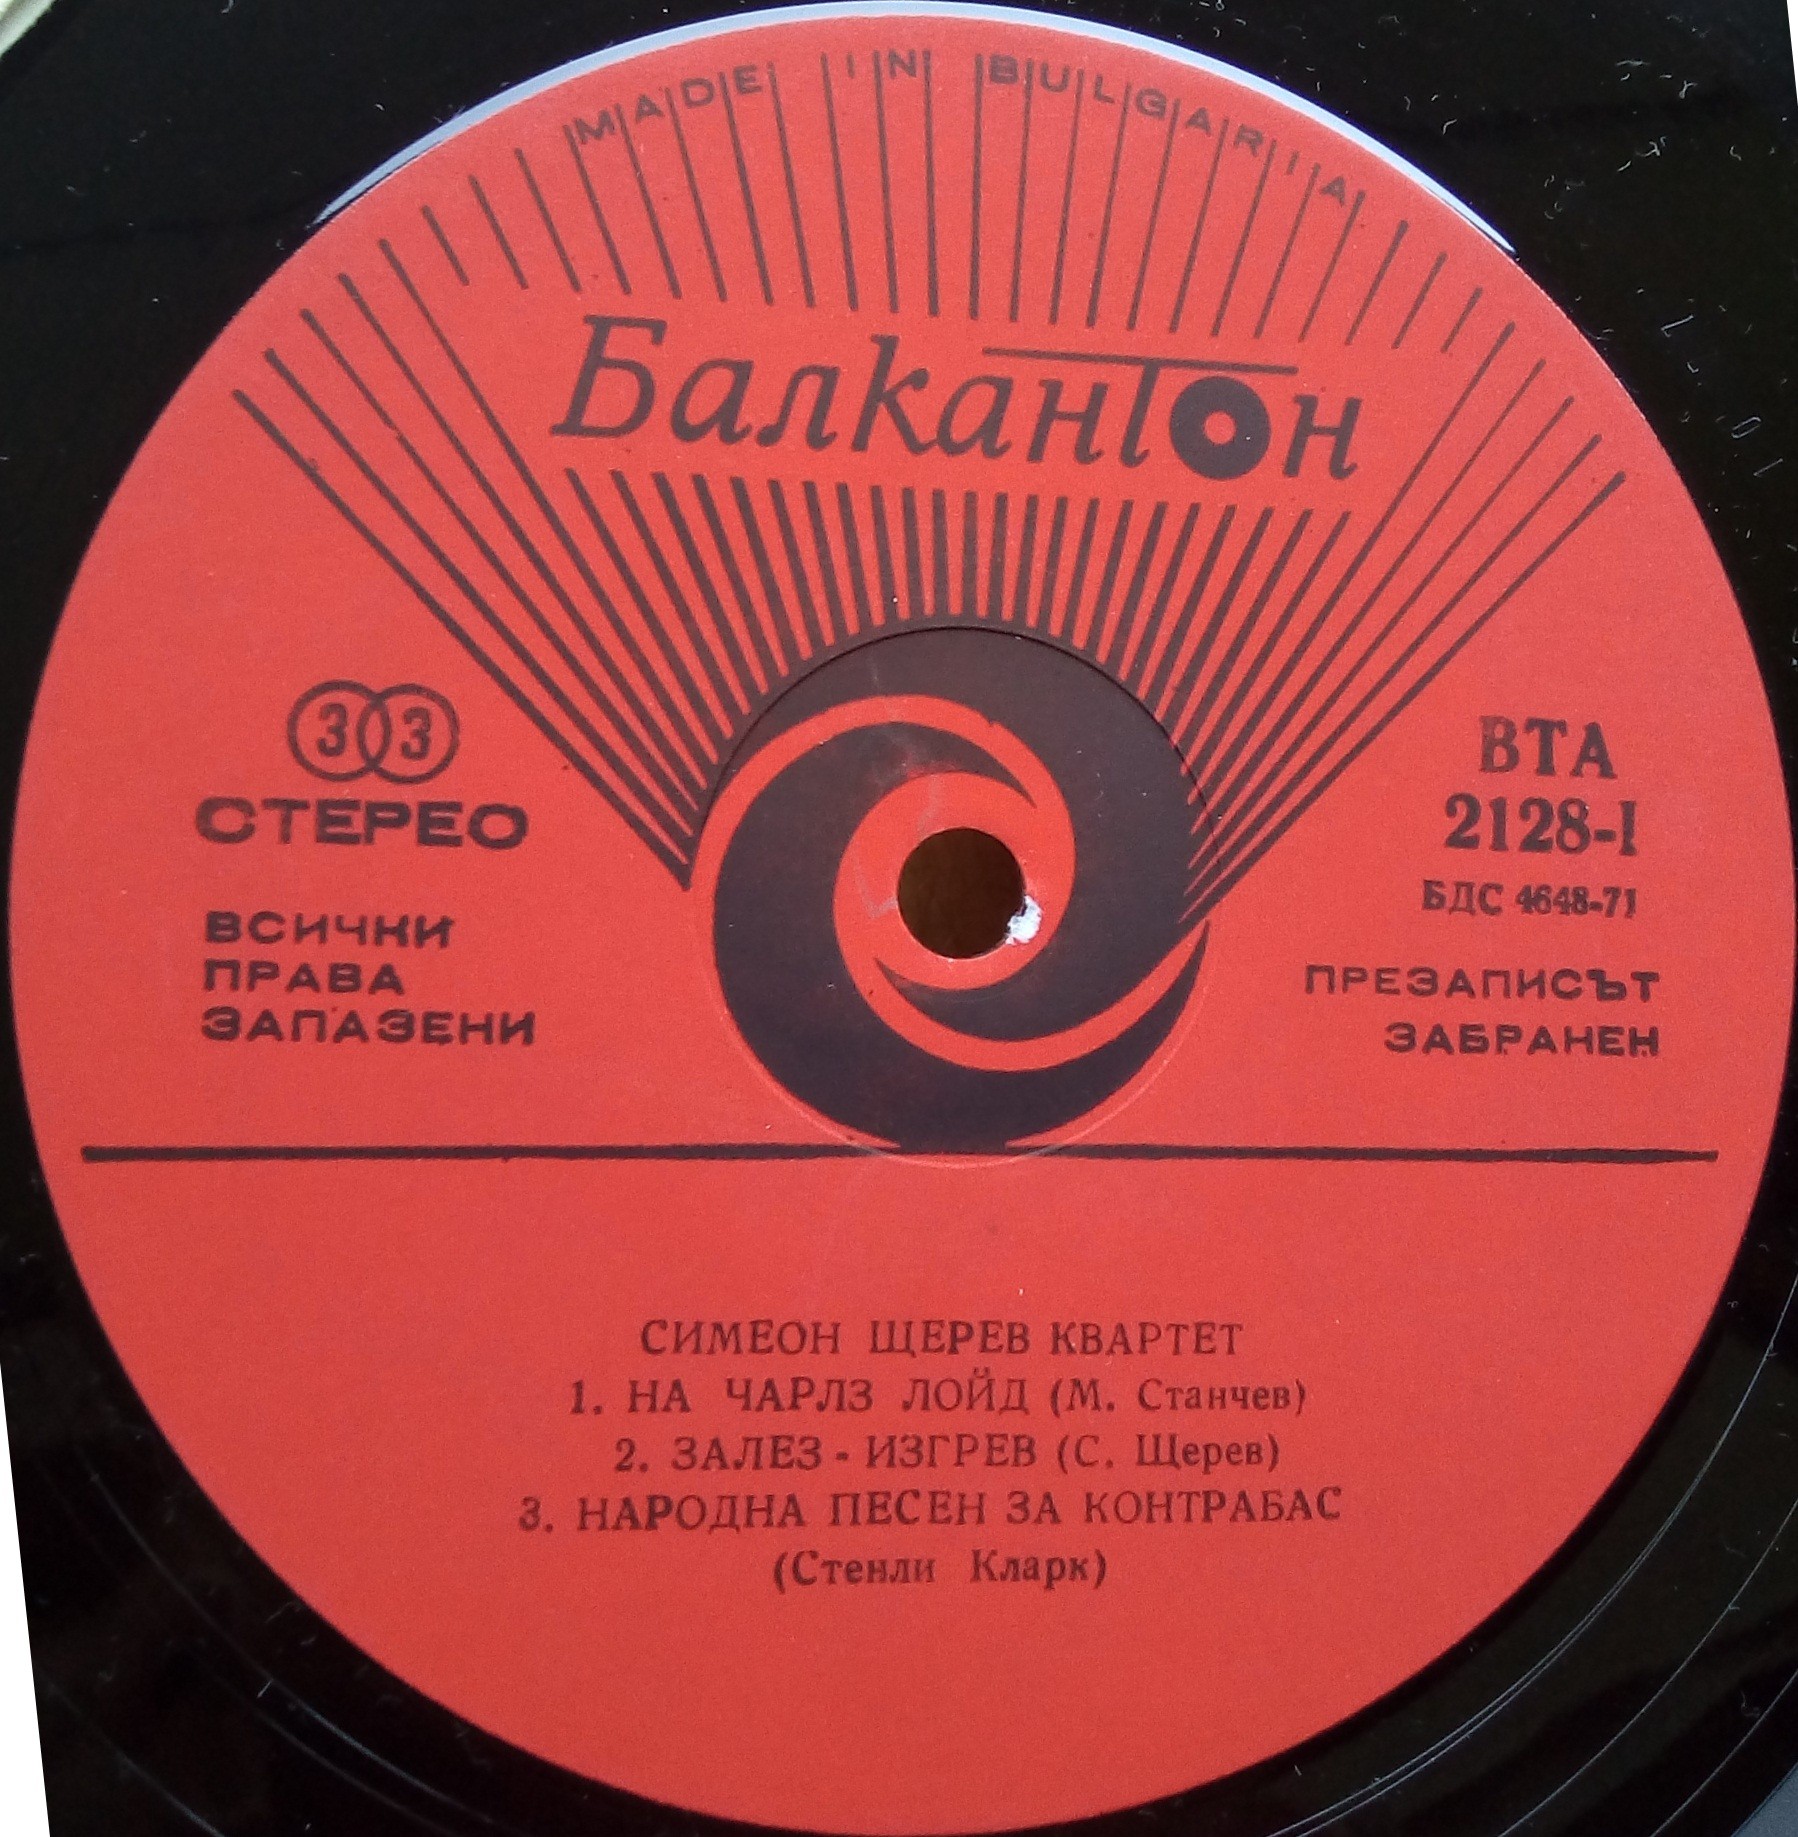 MADE IN BULGARIA
Балкантон
33
СТЕРЕО
ВСИЧКИ
ПРАВА
ЗАПАЗЕНИ
ВТА
2128-I
БДС 4648-71
ПРЕЗАПИСЪТ
ЗАБРАНЕН
СИМЕОН ЩЕРЕВ КВАРТЕТ
1. НА ЧАРЛЗ ЛОЙД (М. Станчев)
2. ЗАЛЕЗ - ИЗГРЕВ (С. Щерев)
3. НАРОДНА ПЕСЕН ЗА КОНТРАБАС
(Стенли Кларк)